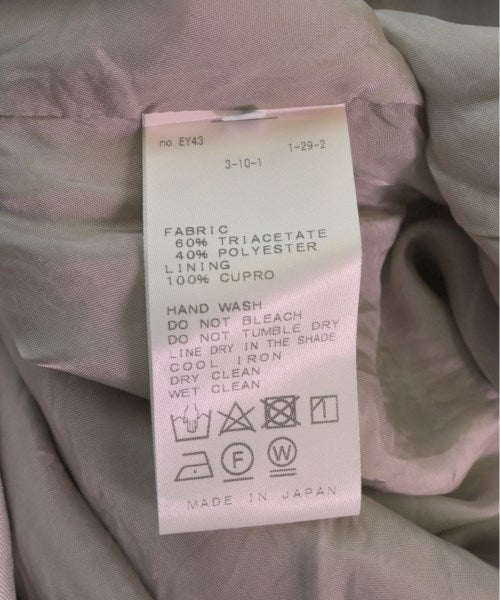 no. EY43
1-29-2
3-10-1
FABRIC
60% TRIACETATE
40% POLYESTER
LINING
100% CUPRO
HAND WASH
DO NOT BLEACH
DO NOT TUMBLE DRY
LINE DRY IN THE SHADE
COOL IRON
DRY CLEAN
WET CLEAN
F W
MADE IN JAPAN